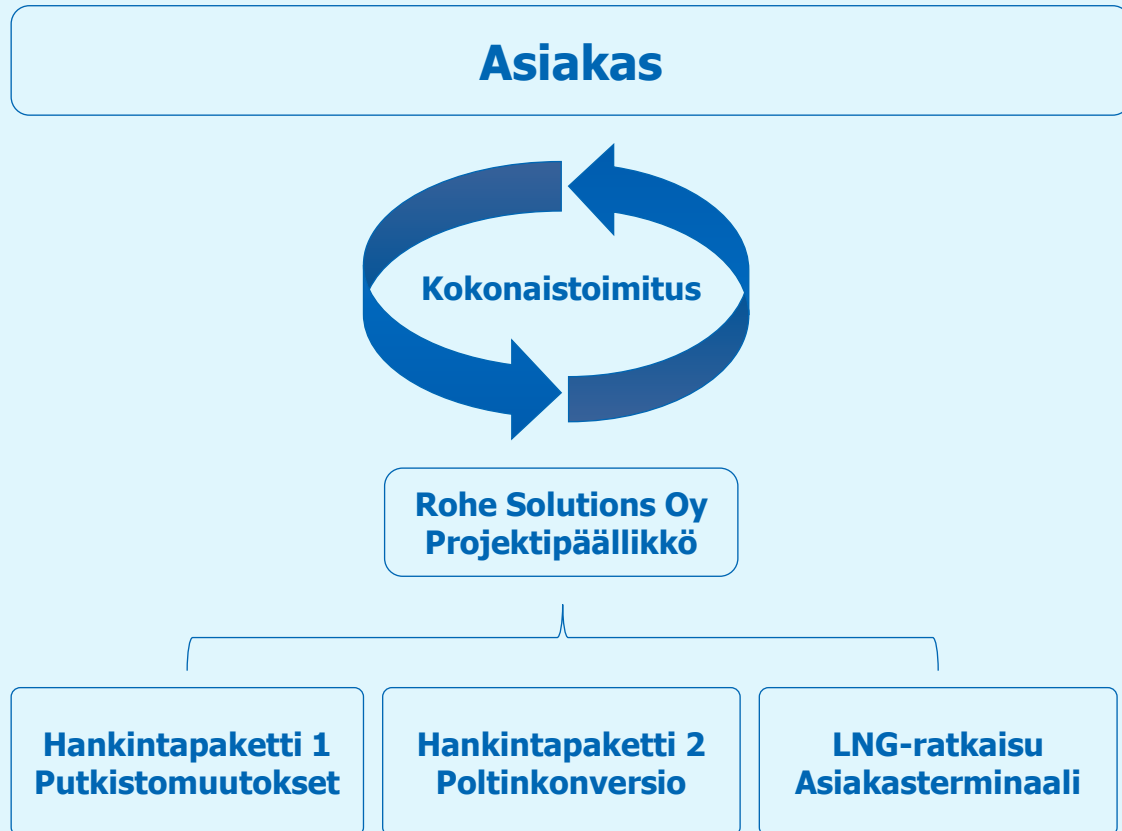 Asiakas
Kokonaistoimitus
Rohe Solutions Oy
Projektipäällikkö
Hankintapaketti 1
Putkistomuutokset
Hankintapaketti 2
Poltinkonversio
LNG-ratkaisu
Asiakasterminaali